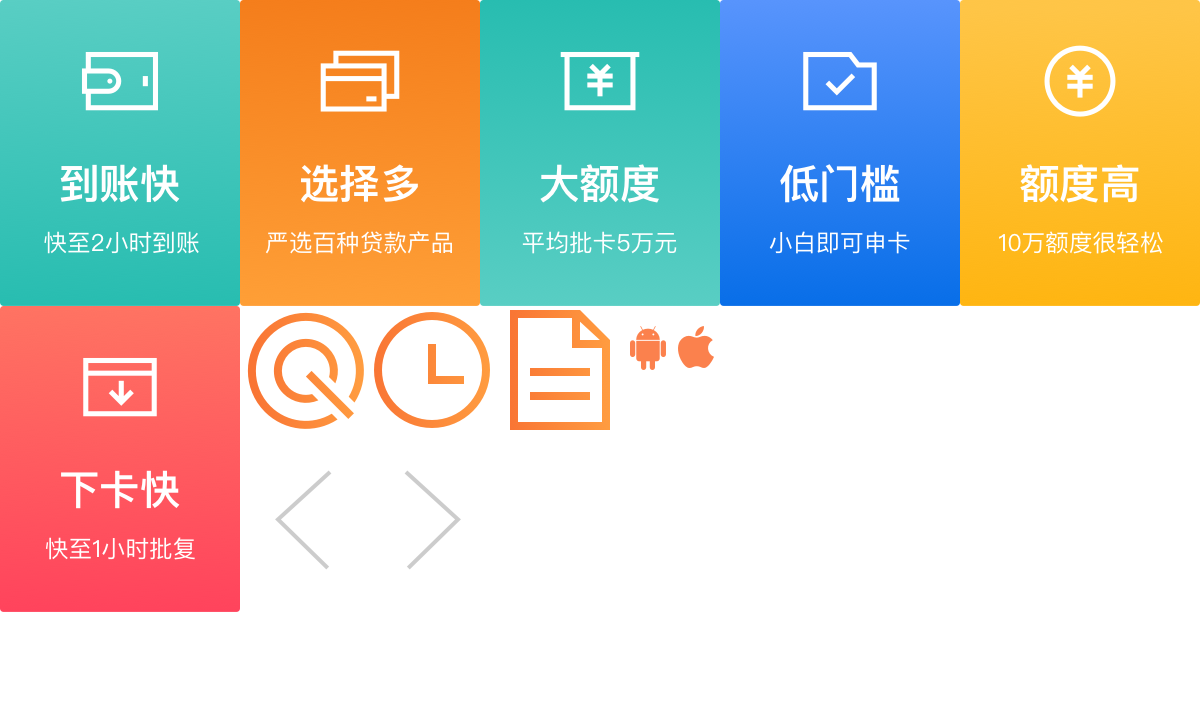 到账快
快至2小时到账
选择多
严选百种贷款产品
大额度
平均批卡5万元
低门槛
小白即可申卡
额度高
10万额度很轻松
下卡快
快至1小时批复